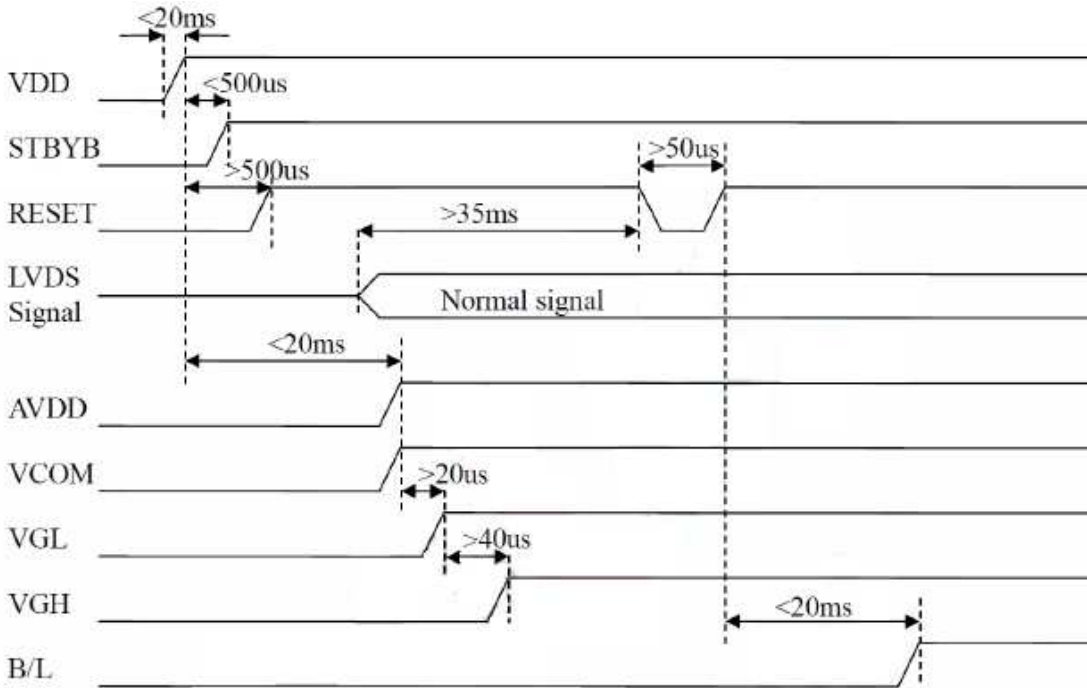 <20ms
VDD
<500us
STBYB
>500us
>50us
RESET
>35ms
LVDS
Signal
Normal signal
<20ms
AVDD
VCOM
>20us
VGL
>40us
VGH
<20ms
B/L